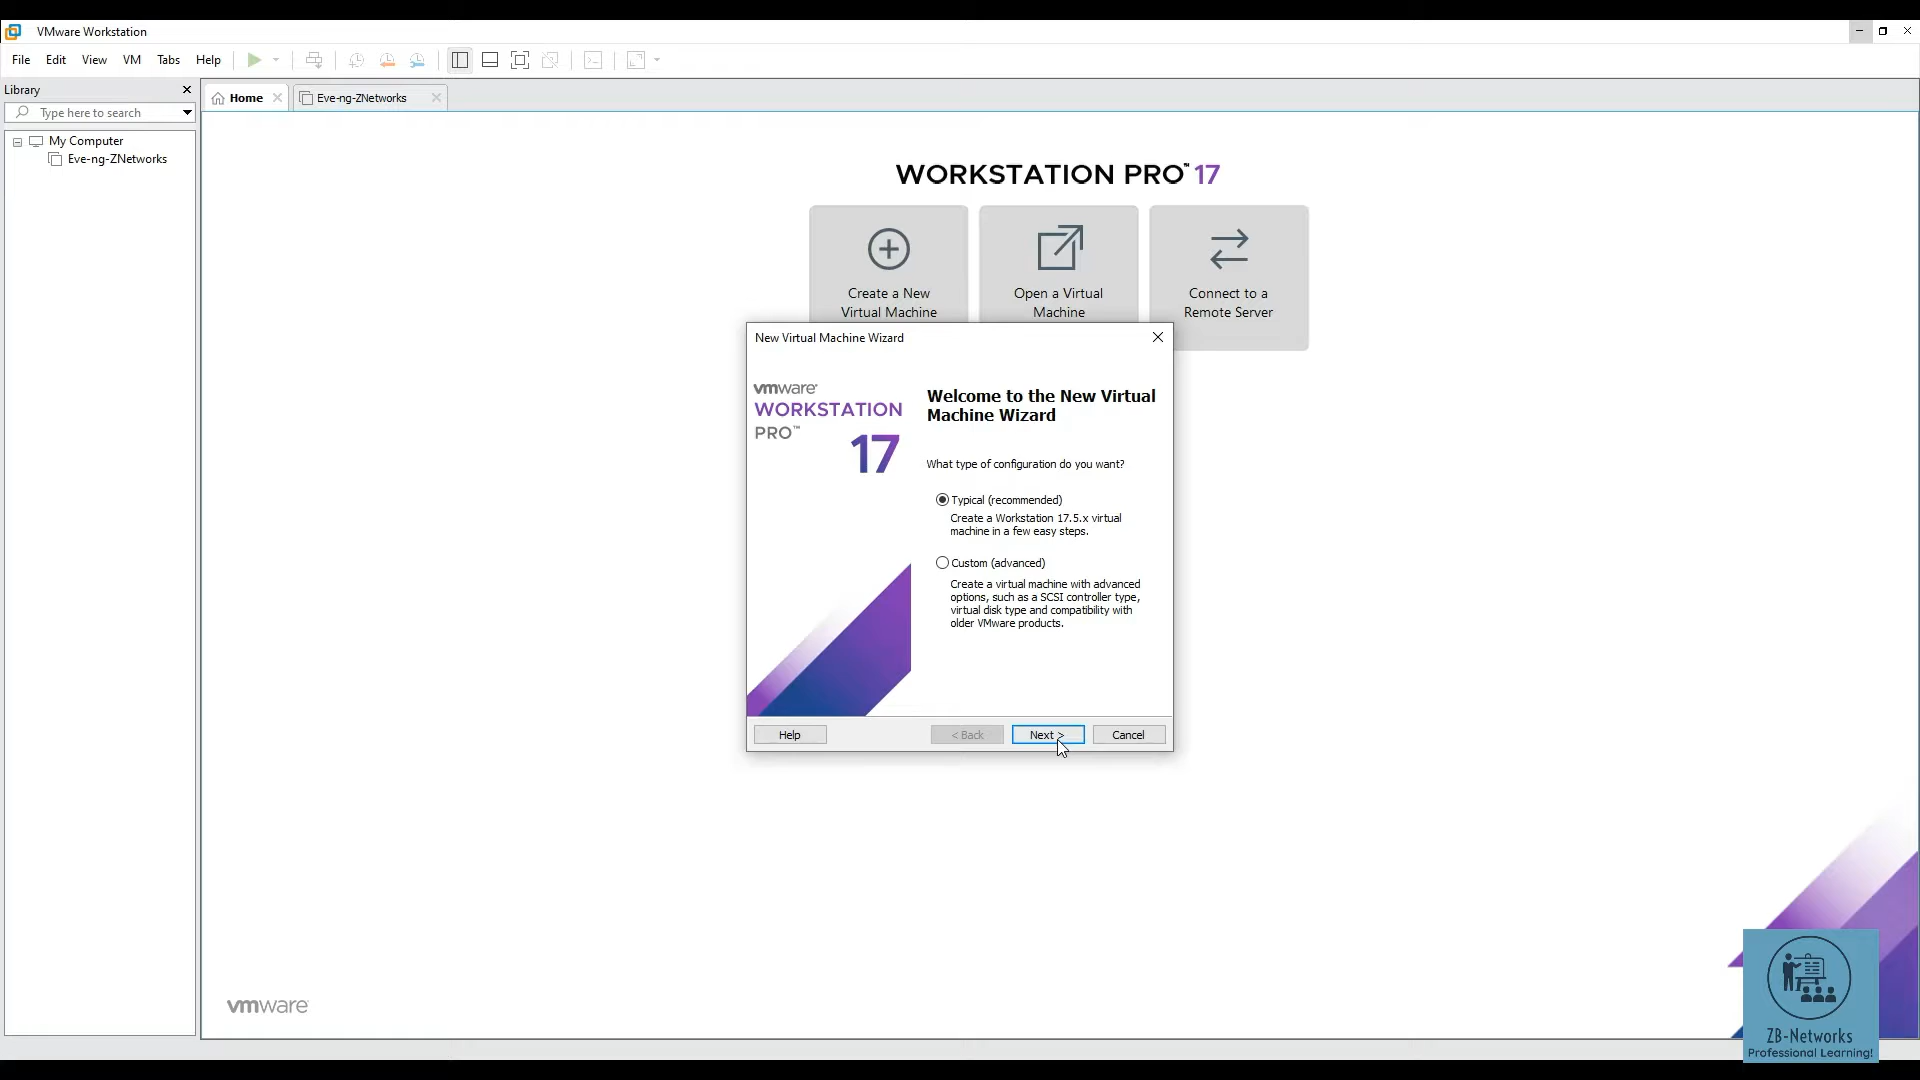 VMware Workstation
File Edit View VM Tabs Help
Library
Type here to search
My Computer
Eve-ng-ZNetworks
Home
Eve-ng-ZNetworks
WORKSTATION PRO™ 17
Create a New
Virtual Machine
Open a Virtual
Machine
Connect to a
Remote Server
New Virtual Machine Wizard
vmware
WORKSTATION
PRO™
17
Welcome to the New Virtual
Machine Wizard
What type of configuration do you want?
Typical (recommended)
Create a Workstation 17.5.x virtual
machine in a few easy steps.
Custom (advanced)
Create a virtual machine with advanced
options, such as a SCSI controller type,
virtual disk type and compatibility with
older VMware products.
Help
< Back
Next >
Cancel
vmware
ZB-Networks
Professional Learning!